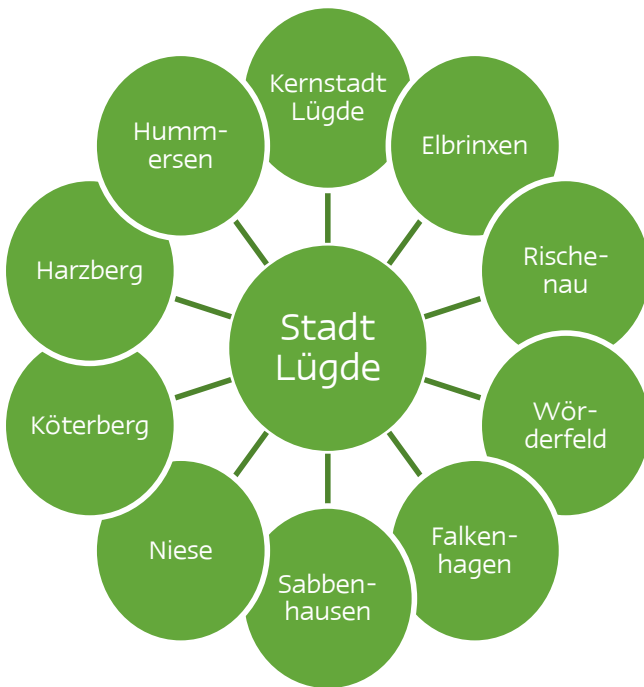 Kernstadt
Lügde
Elbrinxen
Rische-
nau
Wör-
derfeld
Falken-
hagen
Sabben-
hausen
Niese
Köterberg
Harzberg
Humm-
ersen
Stadt
Lügde